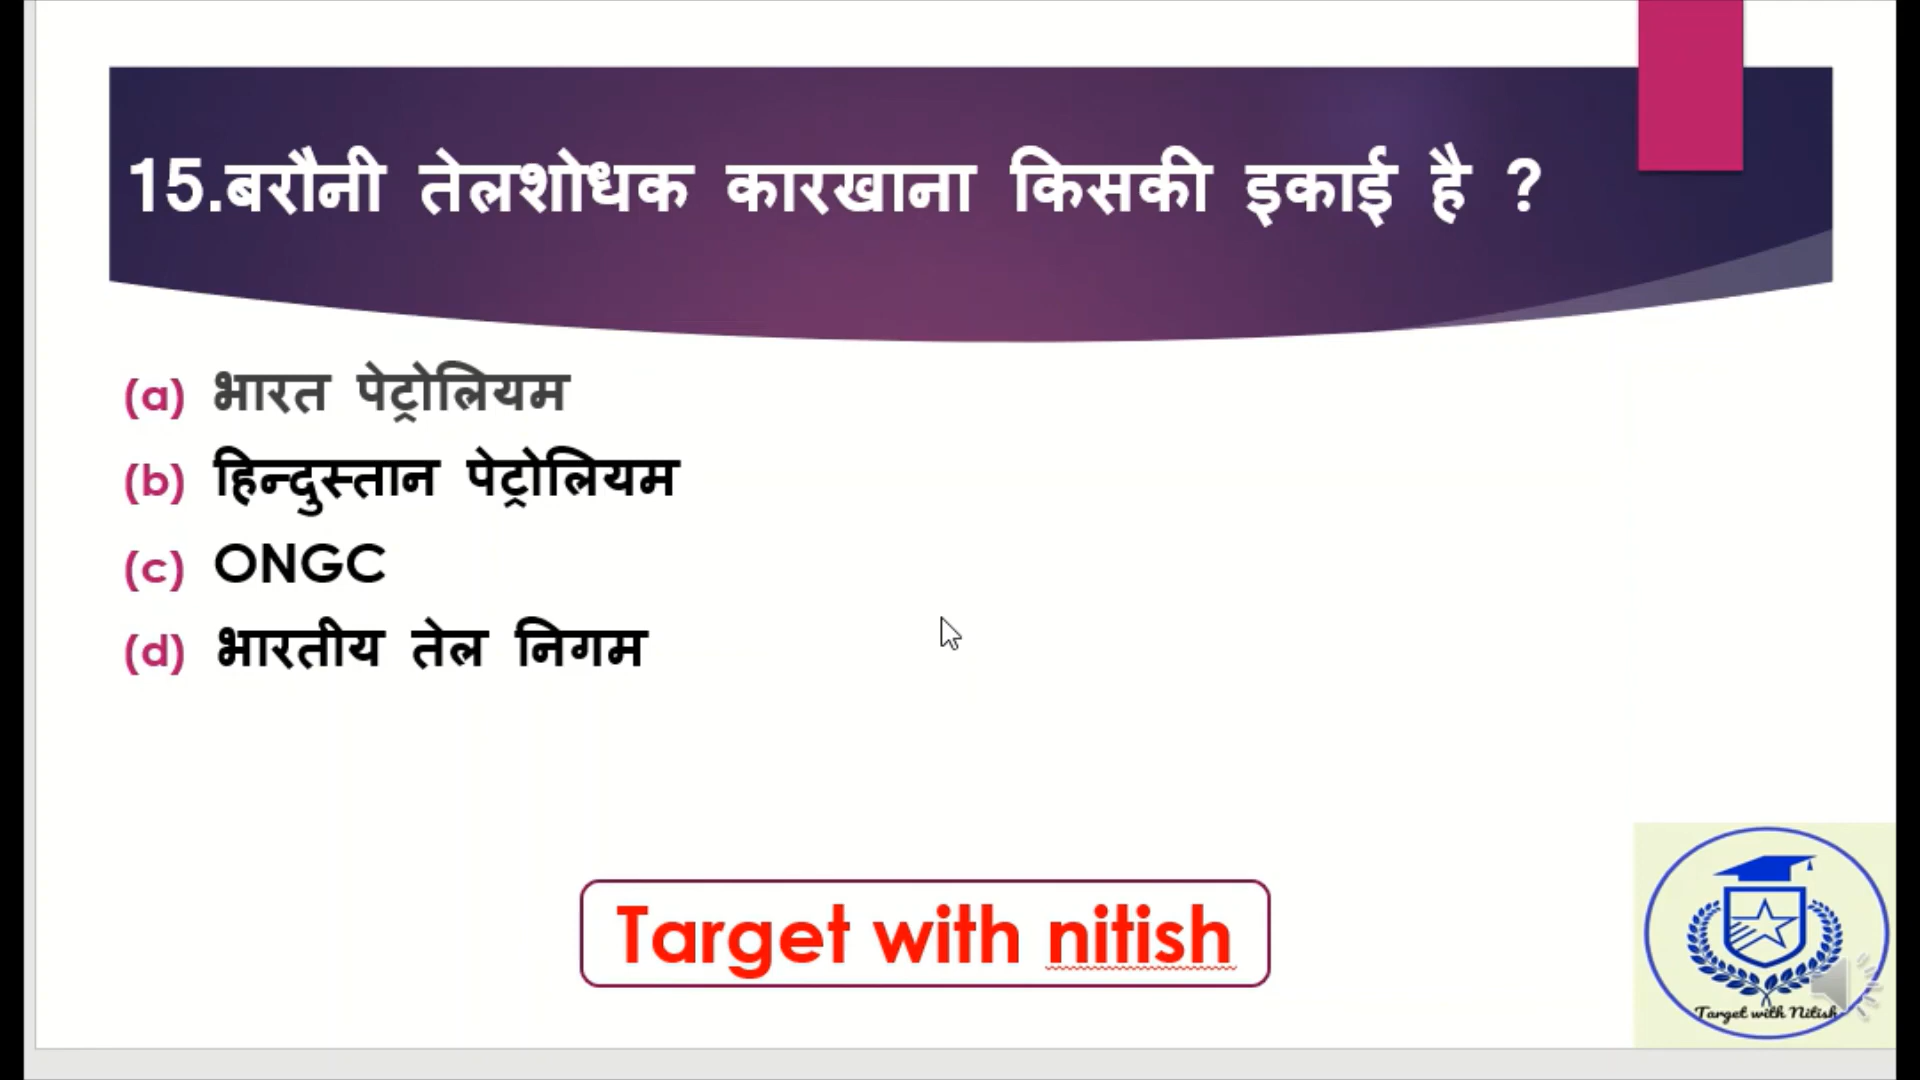 15.बरौनी तेलशोधक कारखाना किसकी इकाई है ?
(a) भारत पेट्रोलियम
(b) हिन्दुस्तान पेट्रोलियम
(c) ONGC
(d) भारतीय तेल निगम
Target with nitish
Target with Nitish